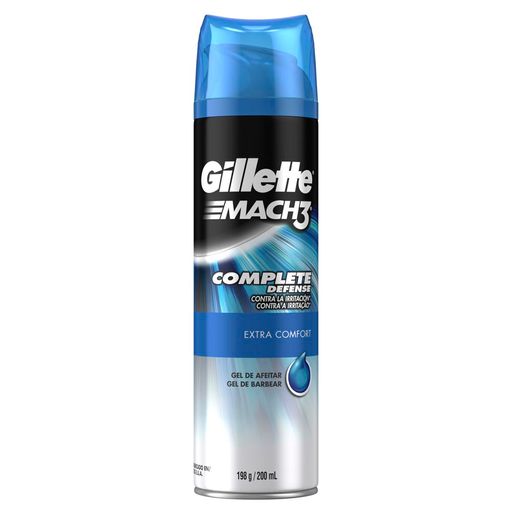 Gillette
MACH3
COMPLETE
DEFENSE
CONTRA LA IRRITACIÓN
CONTRA A IRRITAÇÃO
EXTRA COMFORT
GEL DE AFEITAR
GEL DE BARBEAR
198 g / 200 mL